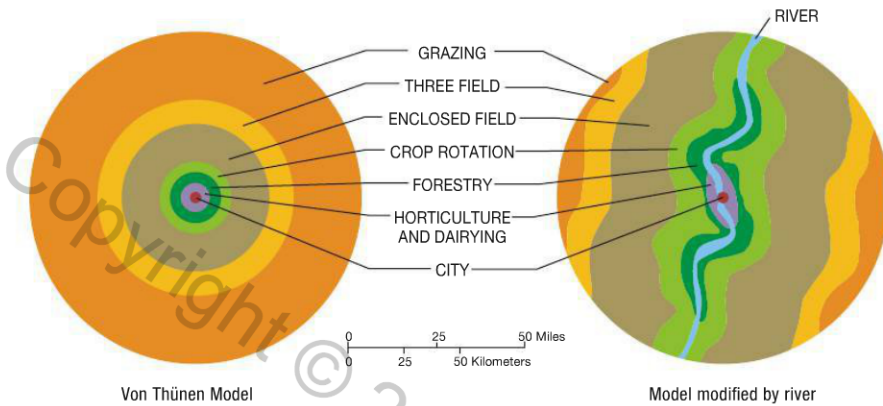 RIVER
GRAZING
THREE FIELD
ENCLOSED FIELD
CROP ROTATION
FORESTRY
HORTICULTURE
AND DAIRYING
CITY
0 25 50 Miles
0 25 50 Kilometers
Von Thünen Model
Model modified by river
Copyright ©